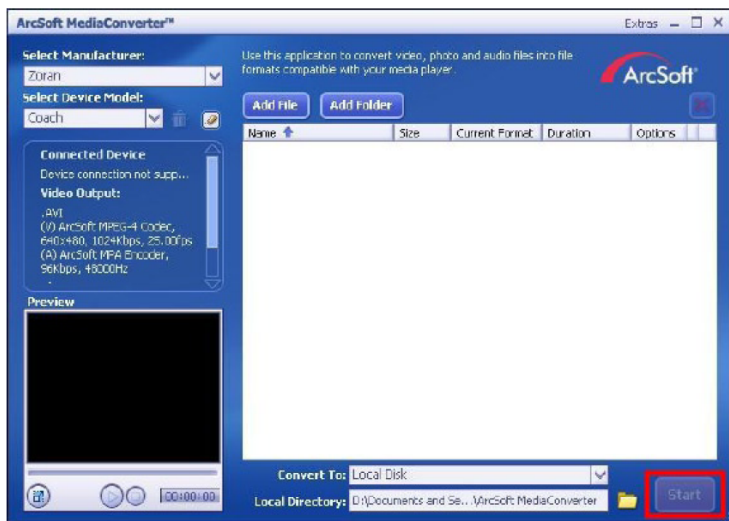 ArcSoft MediaConverter™
Extras
Select Manufacturer:
Zoran
Select Device Model:
Coach
Connected Device
Device connection not supp...
Video Output:
.AVI
(V) ArcSoft MPEG-4 Codec,
640x480, 1024Kbps, 25.00fps
(A) ArcSoft MPA Encoder,
96Kbps, 48000Hz
Preview
00:00:00
Use this application to convert video, photo and audio files into file
formats compatible with your media player.
ArcSoft®
Add File Add Folder
Name Size Current Format Duration Options
Convert To: Local Disk
Local Directory: D:\Documents and Se...\ArcSoft MediaConverter
Start